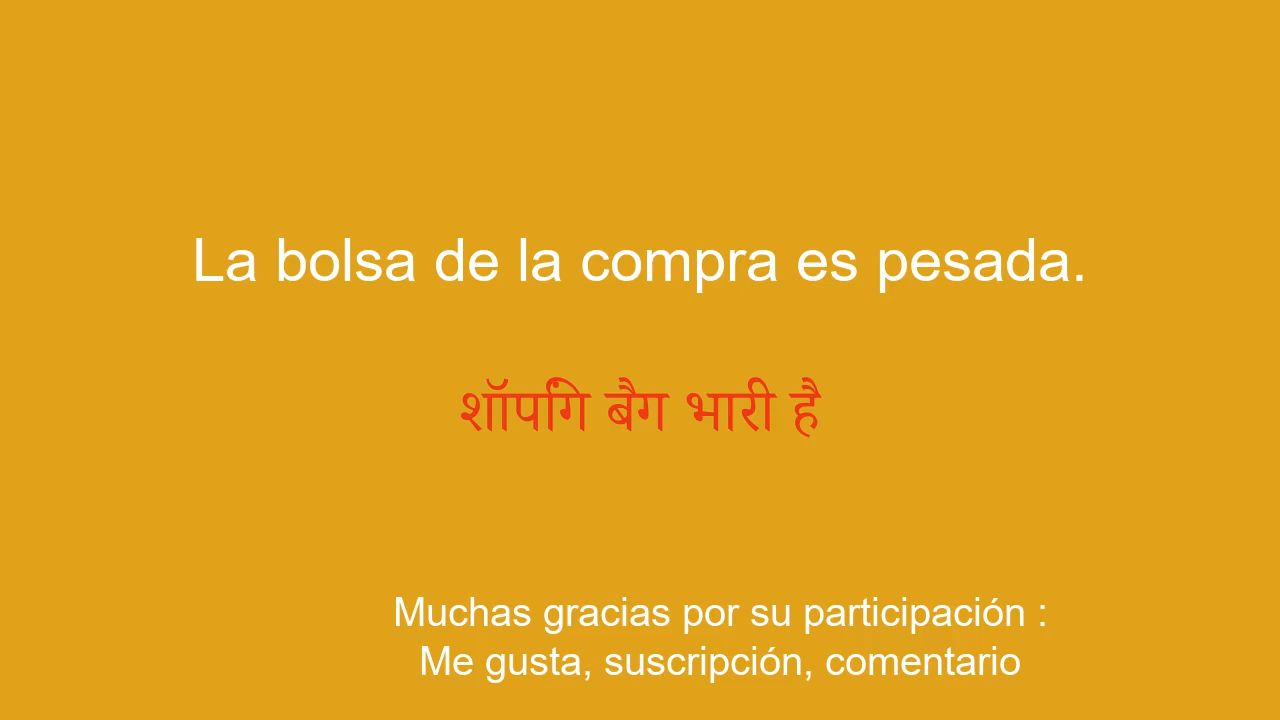 La bolsa de la compra es pesada.
शॉपिंग बैग भारी है
Muchas gracias por su participación :
Me gusta, suscripción, comentario